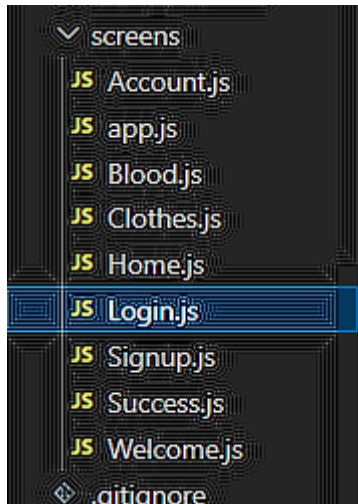 screens
JS Account.js
JS app.js
JS Blood.js
JS Clothes.js
JS Home.js
JS Login.js
JS Signup.js
JS Success.js
JS Welcome.js
.gitignore